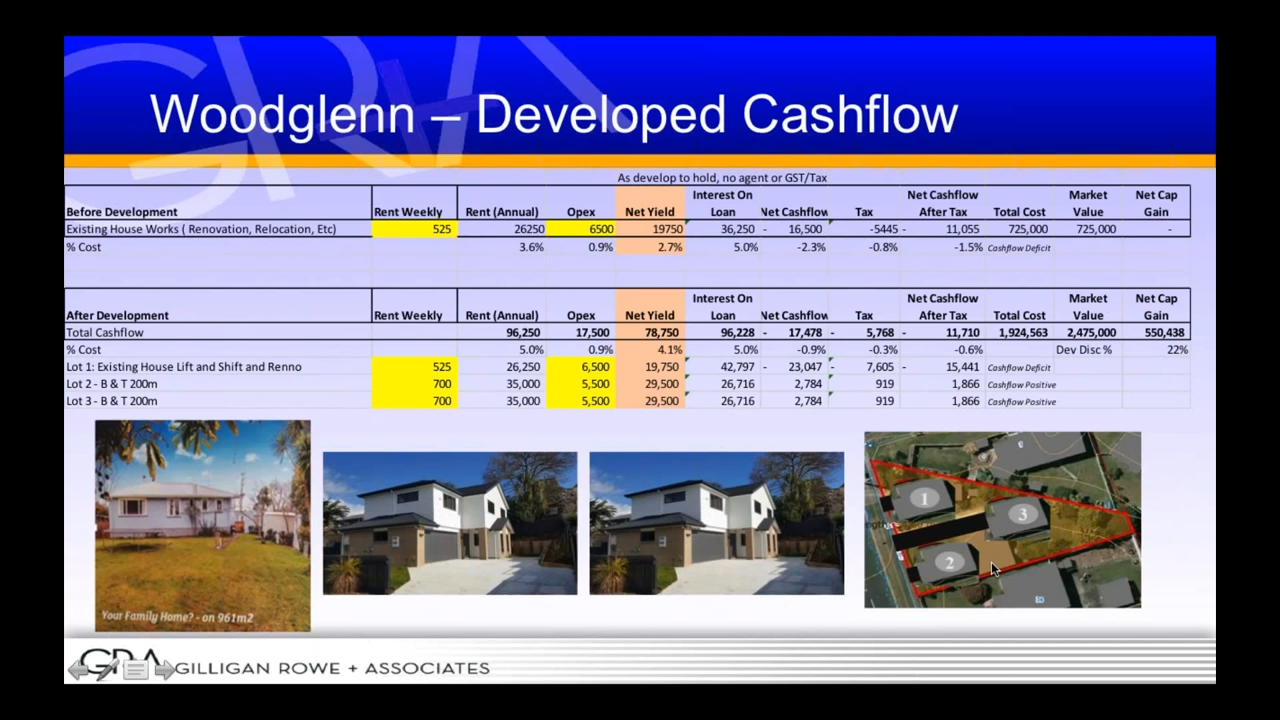 Woodglenn – Developed Cashflow
As develop to hold, no agent or GST/Tax
Interest On Net Cashflow Market Net Cap
Before Development Rent Weekly Rent (Annual) Opex Net Yield Loan Net Cashflow Tax After Tax Total Cost Value Gain
Existing House Works ( Renovation, Relocation, Etc) 525 26250 6500 19750 36,250 - 16,500 -5445 - 11,055 725,000 725,000 -
% Cost 3.6% 0.9% 2.7% 5.0% -2.3% -0.8% -1.5% Cashflow Deficit
Interest On Net Cashflow Market Net Cap
After Development Rent Weekly Rent (Annual) Opex Net Yield Loan Net Cashflow Tax After Tax Total Cost Value Gain
Total Cashflow 96,250 17,500 78,750 96,228 - 17,478 - 5,768 - 11,710 1,924,563 2,475,000 550,438
% Cost 5.0% 0.9% 4.1% 5.0% -0.9% -0.3% -0.6% Dev Disc % 22%
Lot 1: Existing House Lift and Shift and Renno 525 26,250 6,500 19,750 42,797 - 23,047 - 7,605 - 15,441 Cashflow Deficit
Lot 2 - B & T 200m 700 35,000 5,500 29,500 26,716 2,784 919 1,866 Cashflow Positive
Lot 3 - B & T 200m 700 35,000 5,500 29,500 26,716 2,784 919 1,866 Cashflow Positive
Your Family Home? - on 961m2
1
3
2
GRA GILLIGAN ROWE + ASSOCIATES